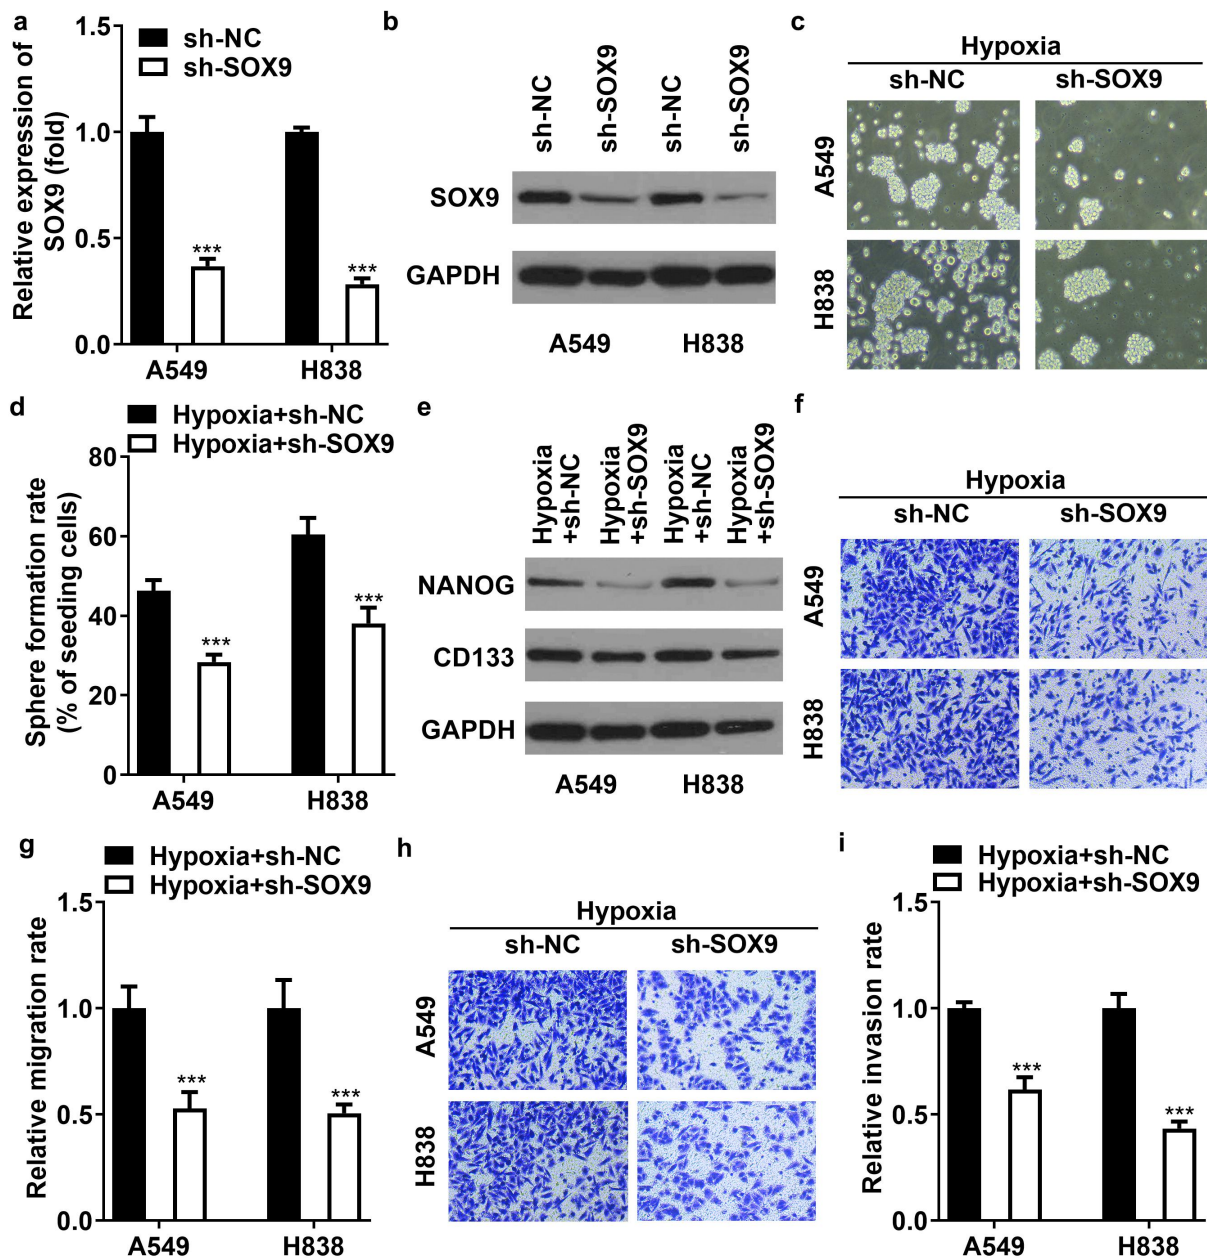 a
Relative expression of
SOX9 (fold)
1.5
1.0
0.5
0.0
sh-NC
sh-SOX9
***
***
A549
H838
b
sh-NC
sh-SOX9
sh-NC
sh-SOX9
SOX9
GAPDH
A549
H838
c
Hypoxia
sh-NC
sh-SOX9
A549
H838
d
Hypoxia+sh-NC
Hypoxia+sh-SOX9
Sphere formation rate
(% of seeding cells)
80
60
40
20
0
***
***
A549
H838
e
Hypoxia
+sh-NC
Hypoxia
+sh-SOX9
Hypoxia
+sh-NC
Hypoxia
+sh-SOX9
NANOG
CD133
GAPDH
A549
H838
f
Hypoxia
sh-NC
sh-SOX9
A549
H838
g
Hypoxia+sh-NC
Hypoxia+sh-SOX9
Relative migration rate
1.5
1.0
0.5
0.0
***
***
A549
H838
h
Hypoxia
sh-NC
sh-SOX9
A549
H838
i
Hypoxia+sh-NC
Hypoxia+sh-SOX9
Relative invasion rate
1.5
1.0
0.5
0.0
***
***
A549
H838